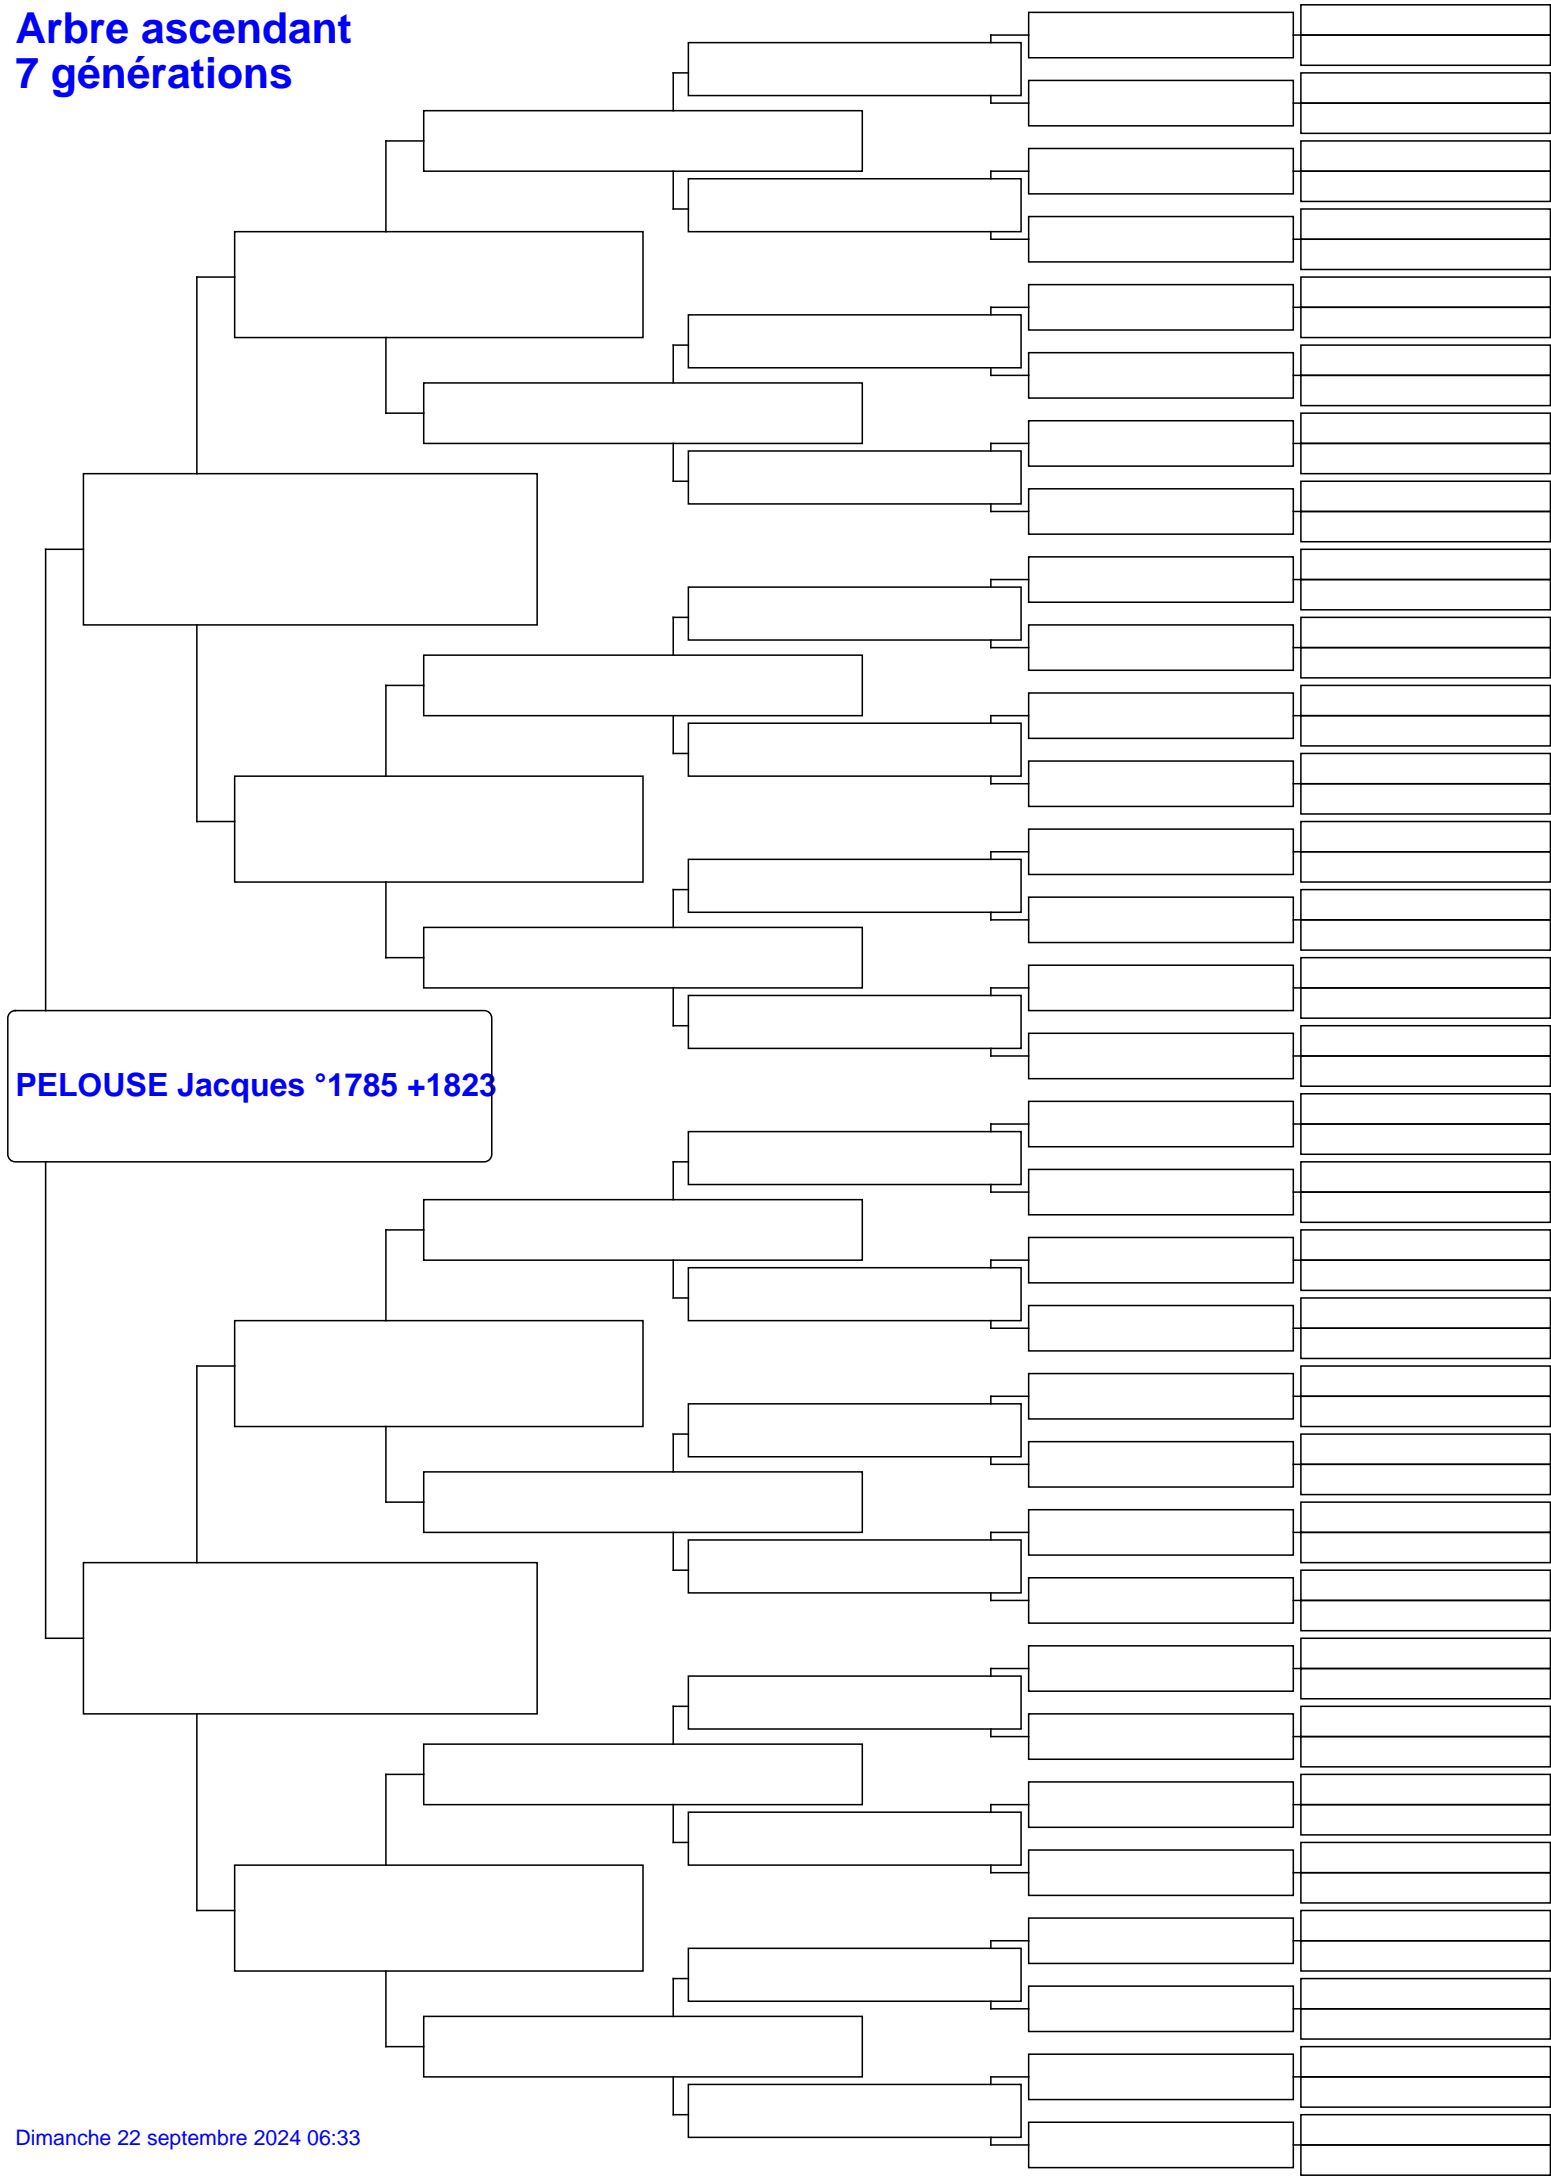 Arbre ascendant
7 générations
PELOUSE Jacques °1785 +1823
Dimanche 22 septembre 2024 06:33